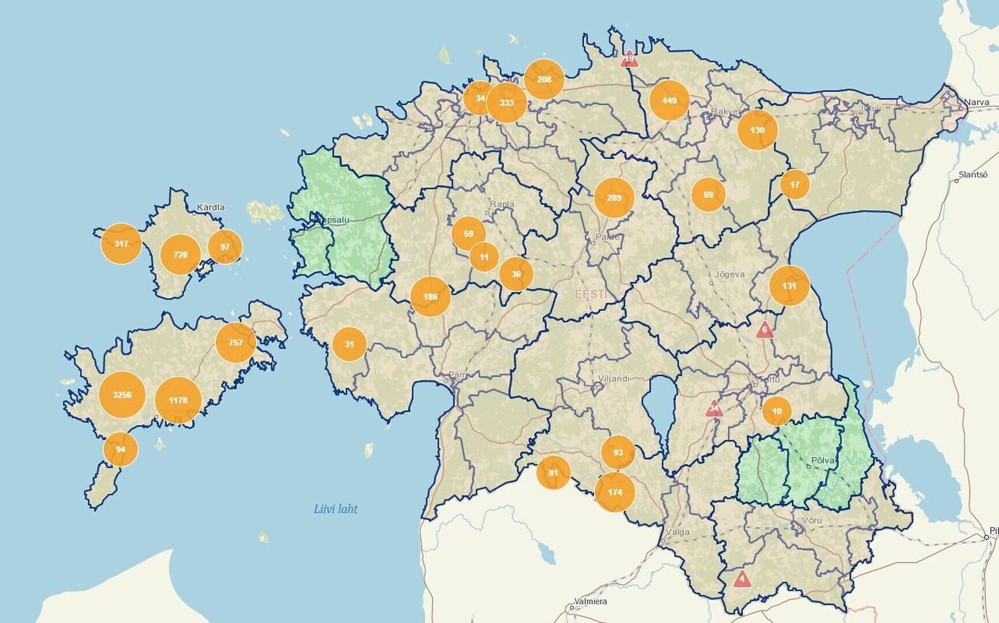 19
208
34
333
449
Narva
Jõhvi
Rakvere
130
Slantsõ
17
69
289
Kärdla
Rapla
Haapsalu
59
317
97
728
Paide
11
36
Jõgeva
131
186
EESTI
6
757
31
Pärnu
Viljandi
Tartu
3256
1178
34
10
94
93
Põlva
81
174
Liivi laht
Võru
Valga
Pil
4
Valmiera